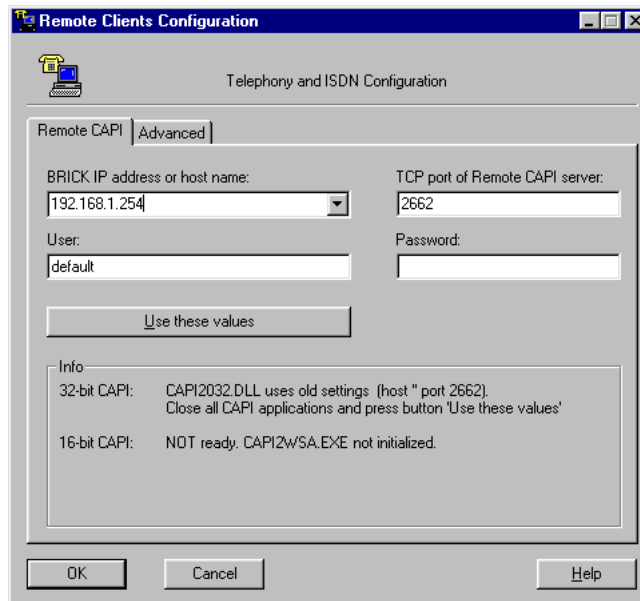 Remote Clients Configuration
Telephony and ISDN Configuration
Remote CAPI
Advanced
BRICK IP address or host name:
TCP port of Remote CAPI server:
192.168.1.254
2662
User:
Password:
default
Use these values
Info
32-bit CAPI: CAPI2032.DLL uses old settings (host '' port 2662).
Close all CAPI applications and press button 'Use these values'
16-bit CAPI: NOT ready. CAPI2WSA.EXE not initialized.
OK
Cancel
Help